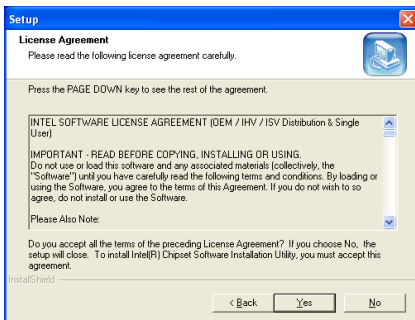 Setup
License Agreement
Please read the following license agreement carefully.
Press the PAGE DOWN key to see the rest of the agreement.
INTEL SOFTWARE LICENSE AGREEMENT (OEM / IHV / ISV Distribution & Single
User)
IMPORTANT - READ BEFORE COPYING, INSTALLING OR USING.
Do not use or load this software and any associated materials (collectively, the
"Software") until you have carefully read the following terms and conditions. By loading or
using the Software, you agree to the terms of this Agreement. If you do not wish to so
agree, do not install or use the Software.
Please Also Note:
Do you accept all the terms of the preceding License Agreement? If you choose No, the
setup will close. To install Intel(R) Chipset Software Installation Utility, you must accept this
agreement.
InstallShield
< Back Yes No